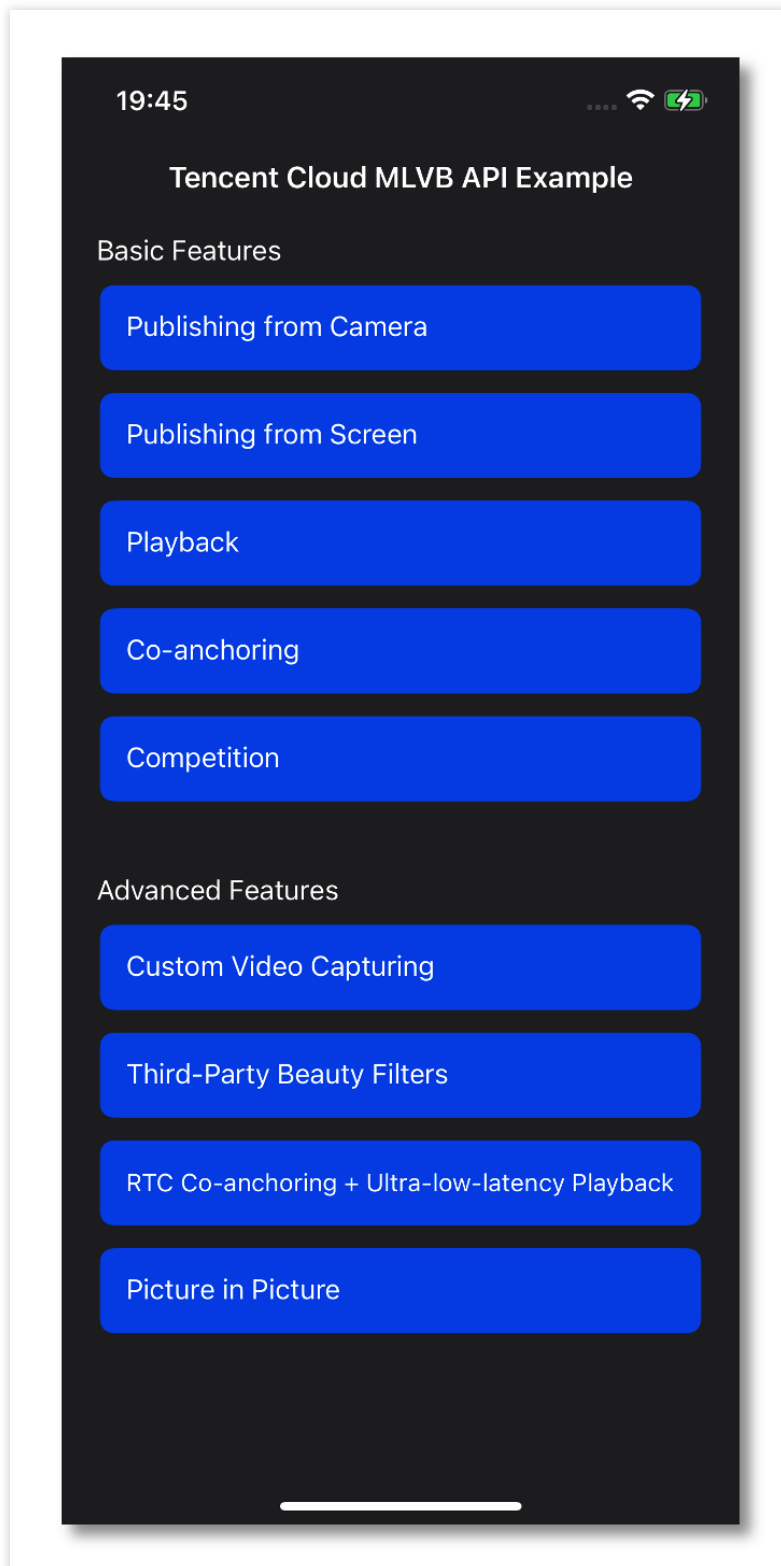 19:45
Tencent Cloud MLVB API Example
Basic Features
Publishing from Camera
Publishing from Screen
Playback
Co-anchoring
Competition
Advanced Features
Custom Video Capturing
Third-Party Beauty Filters
RTC Co-anchoring + Ultra-low-latency Playback
Picture in Picture